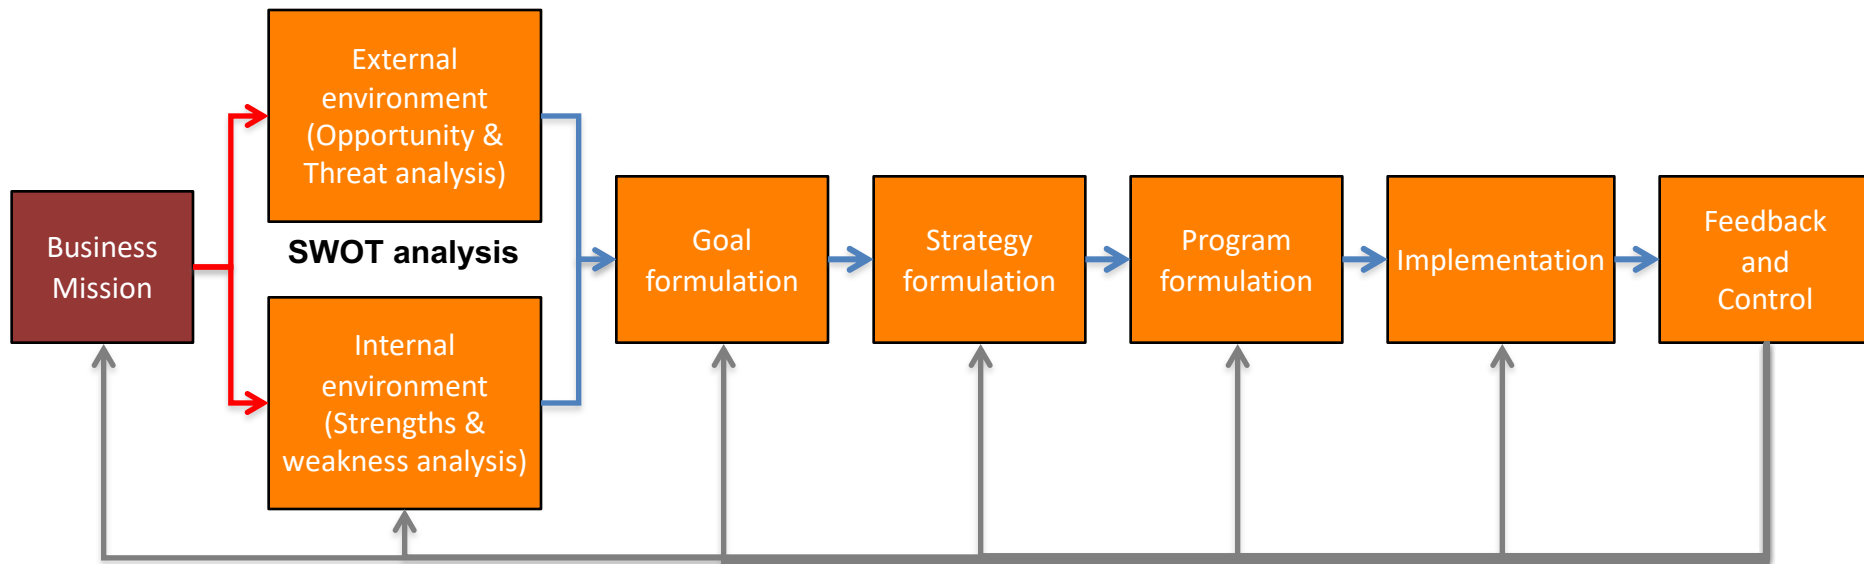 Business
Mission
External
environment
(Opportunity &
Threat analysis)
SWOT analysis
Internal
environment
(Strengths &
weakness analysis)
Goal
formulation
Strategy
formulation
Program
formulation
Implementation
Feedback
and
Control